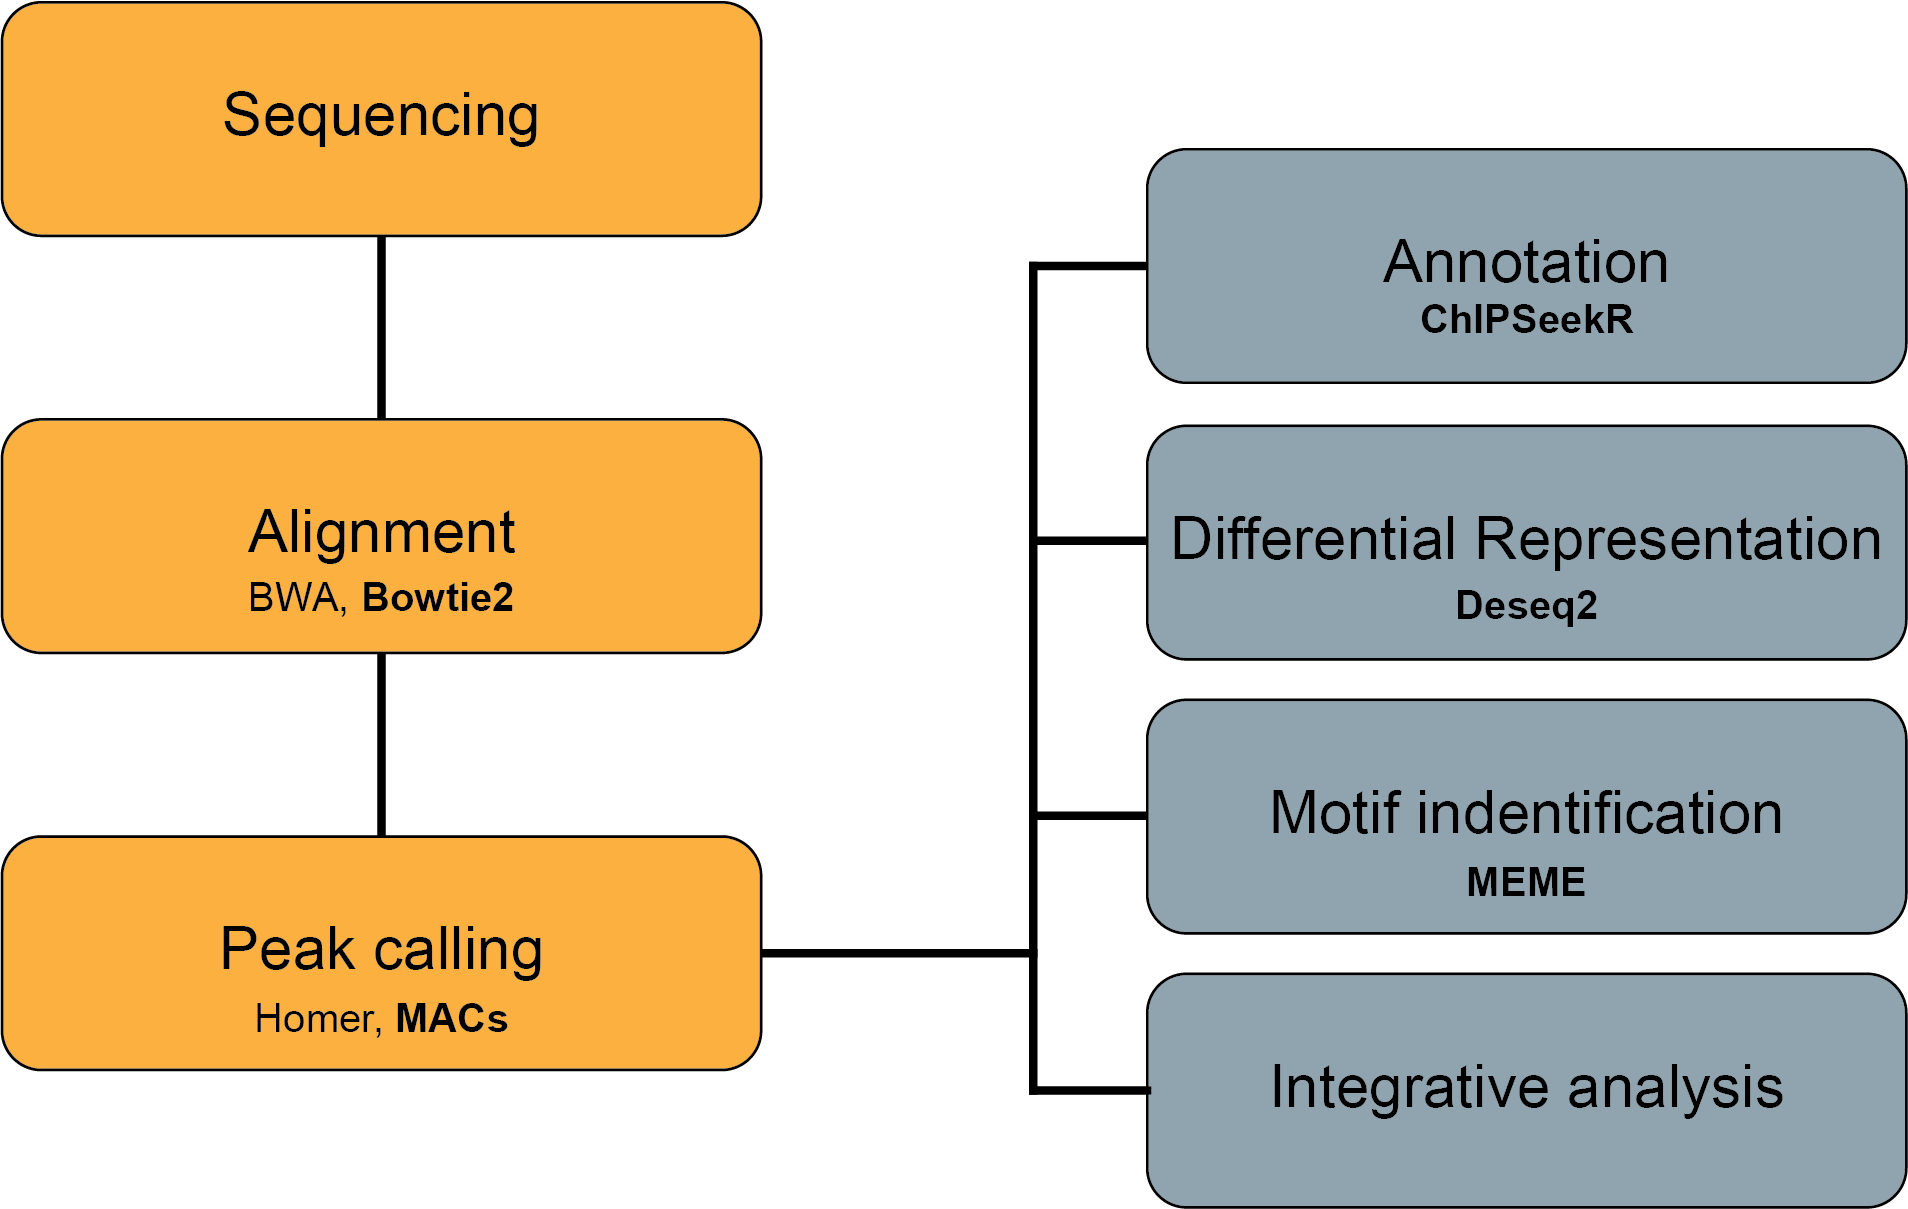 Sequencing
Alignment
BWA, Bowtie2
Peak calling
Homer, MACs
Annotation
ChIPSeekR
Differential Representation
Deseq2
Motif indentification
MEME
Integrative analysis